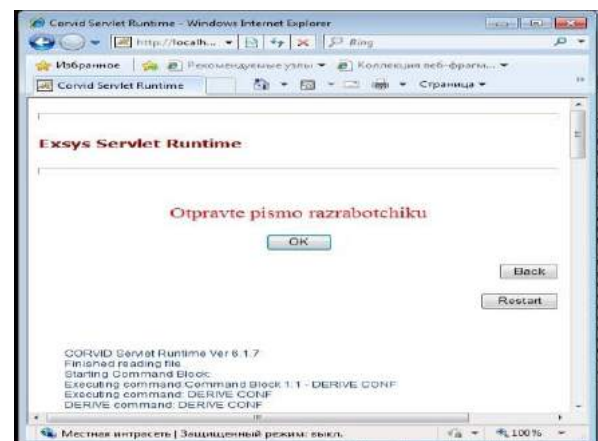 Corvid Servlet Runtime - Windows Internet Explorer
http://localh...
Bing
Избранное Рекомендуемые узлы Коллекция веб-фрагм...
Corvid Servlet Runtime Страница
Exsys Servlet Runtime
Otpravte pismo razrabotchiku
OK
Back
Restart
CORVID Servlet Runtime Ver 6.1.7
Finished reading file
Starting Command Block:
Executing command:Command Block 1:1 - DERIVE CONF
Executing command: DERIVE CONF
DERIVE command: DERIVE CONF
Местная интрасеть | Защищенный режим: выкл. 100%